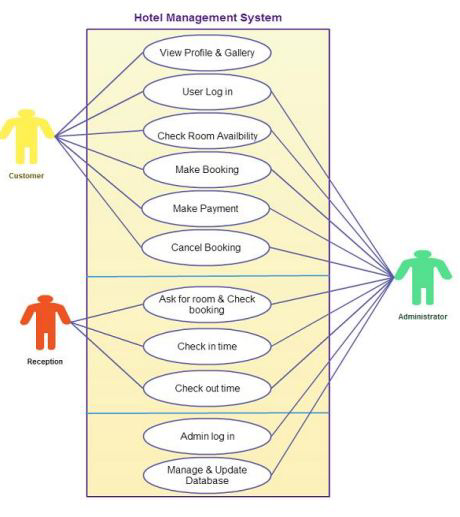 Hotel Management System
View Profile & Gallery
User Log in
Check Room Availbility
Make Booking
Customer
Make Payment
Cancel Booking
Ask for room & Check
booking
Administrator
Check in time
Reception
Check out time
Admin log in
Manage & Update
Database